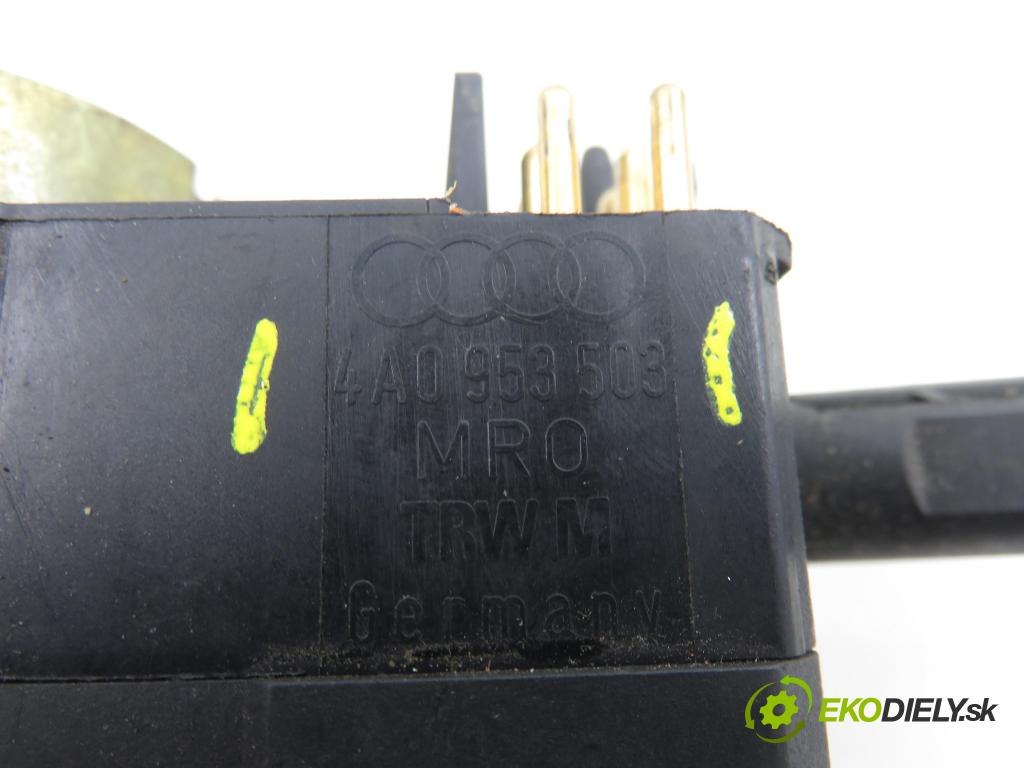 4A0 953 503
MRO
TRW M
Germany
EKODIELY.sk